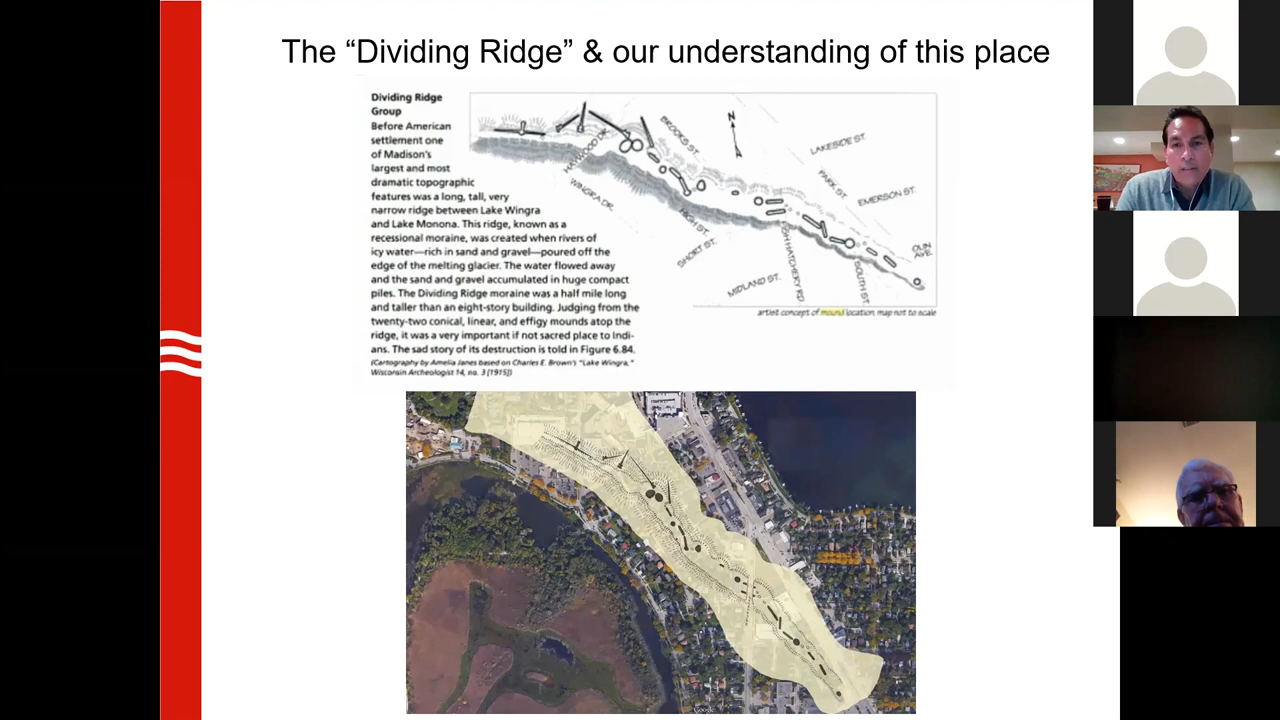 The “Dividing Ridge” & our understanding of this place
Dividing Ridge
Group
Before American
settlement one
of Madison's
largest and most
dramatic topographic
features was a long, tall, very
narrow ridge between Lake Wingra
and Lake Monona. This ridge, known as a
recessional moraine, was created when rivers of
icy water—rich in sand and gravel—poured off the
edge of the melting glacier. The water flowed away
and the sand and gravel accumulated in huge compact
piles. The Dividing Ridge moraine was a half mile long
and taller than an eight-story building. Judging from the
twenty-two conical, linear, and effigy mounds atop the
ridge, it was a very important if not sacred place to Indi-
ans. The sad story of its destruction is told in Figure 6.84.
(Cartography by Amelia Janes based on Charles E. Brown's "Lake Wingra,"
Wisconsin Archeologist 14, no. 3 [1915])
N
BROOKS ST.
LAKESIDE ST.
HAYWOOD DR.
WINGRA DR.
PARK ST.
EMERSON ST.
HIGH ST.
SHORT ST.
MIDLAND ST.
FISH HATCHERY RD
SOUTH ST.
OLIN
AVE.
artist concept of mound location, map not to scale
Google